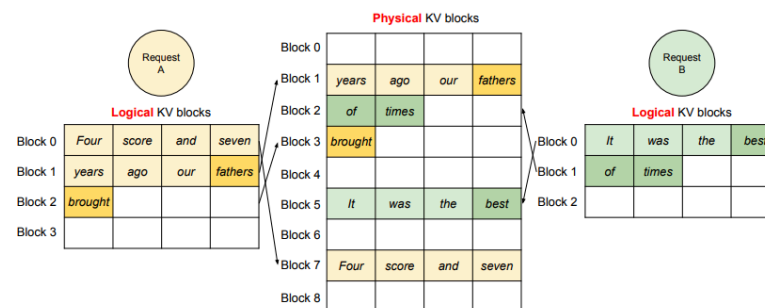 Physical KV blocks
Request
A
Request
B
Logical KV blocks
Block 0 Four score and seven
Block 1 years ago our fathers
Block 2 brought
Block 3
Block 0
Block 1 years ago our fathers
Block 2 of times
Block 3 brought
Block 4
Block 5 It was the best
Block 6
Block 7 Four score and seven
Block 8
Logical KV blocks
Block 0 It was the best
Block 1 of times
Block 2